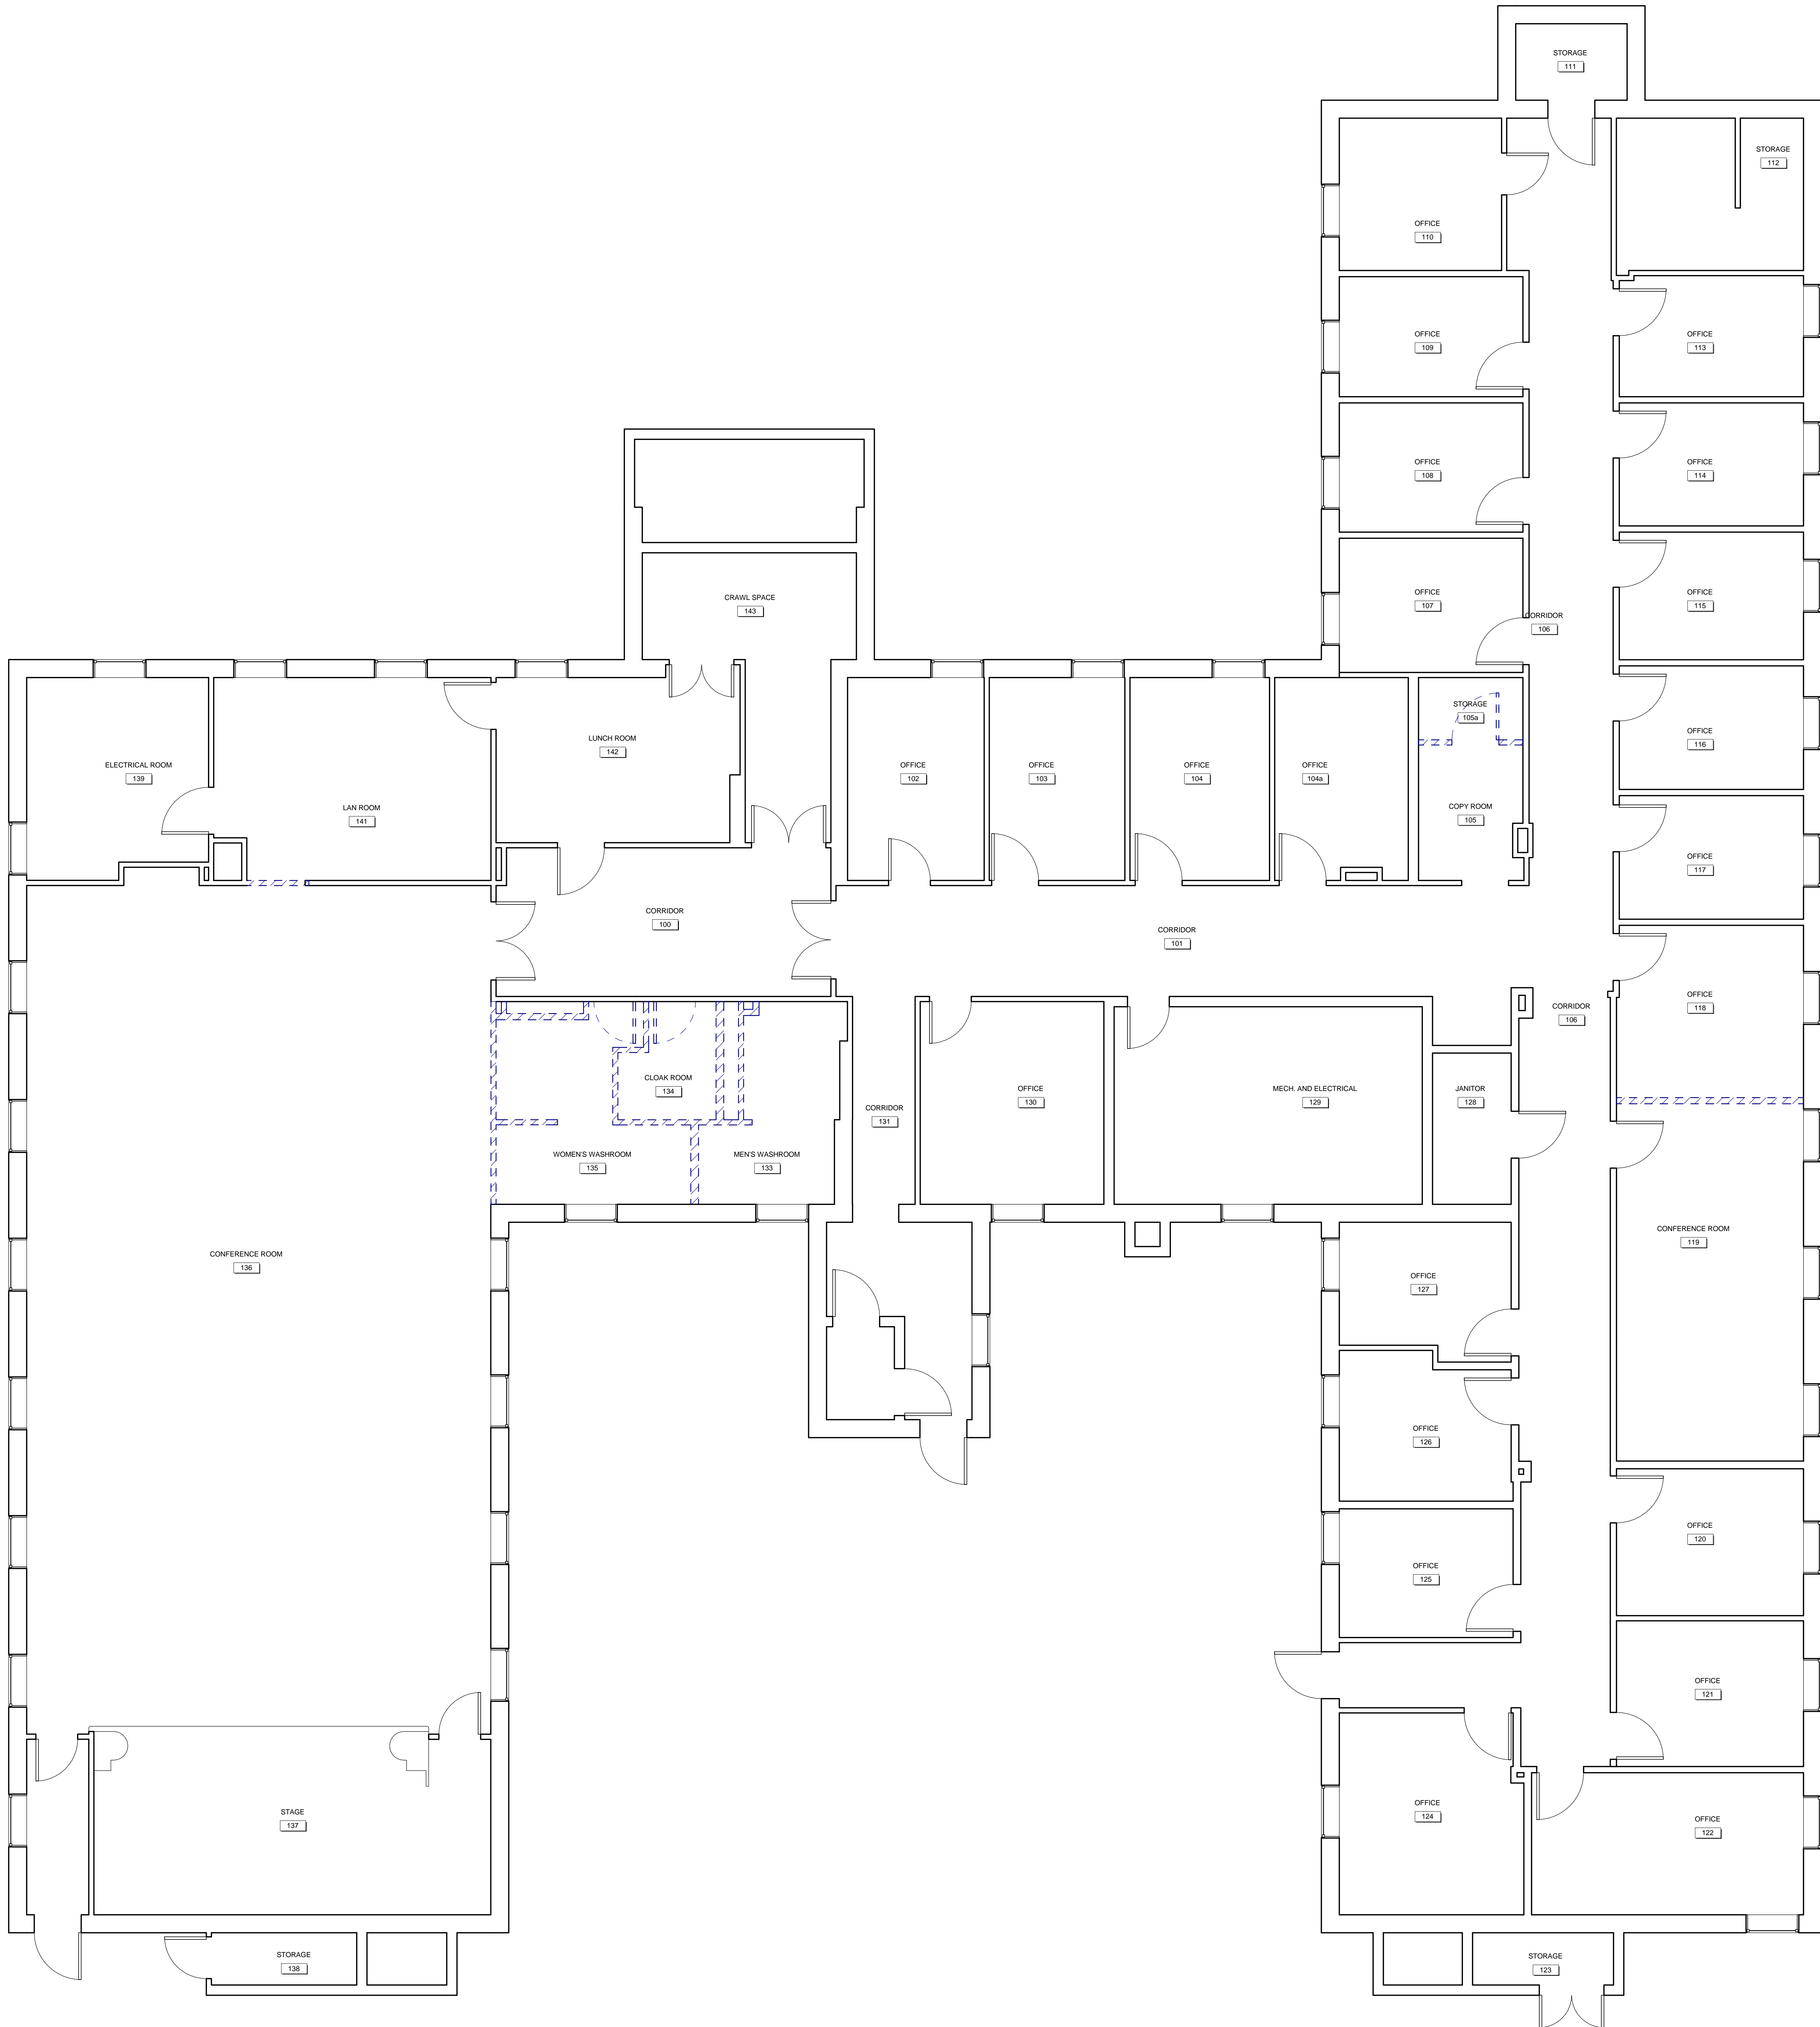 STORAGE
111
STORAGE
112
OFFICE
110
OFFICE
109
OFFICE
113
OFFICE
108
OFFICE
114
OFFICE
107
OFFICE
115
CORRIDOR
106
CRAWL SPACE
143
STORAGE
105a
OFFICE
116
LUNCH ROOM
142
ELECTRICAL ROOM
139
OFFICE
102
OFFICE
103
OFFICE
104
OFFICE
104a
LAN ROOM
141
COPY ROOM
105
OFFICE
117
CORRIDOR
100
CORRIDOR
101
OFFICE
118
CORRIDOR
106
CLOAK ROOM
134
CORRIDOR
131
OFFICE
130
MECH. AND ELECTRICAL
129
JANITOR
128
WOMEN'S WASHROOM
135
MEN'S WASHROOM
133
CONFERENCE ROOM
136
CONFERENCE ROOM
119
OFFICE
127
OFFICE
126
OFFICE
120
OFFICE
125
OFFICE
121
STAGE
137
OFFICE
124
OFFICE
122
STORAGE
138
STORAGE
123